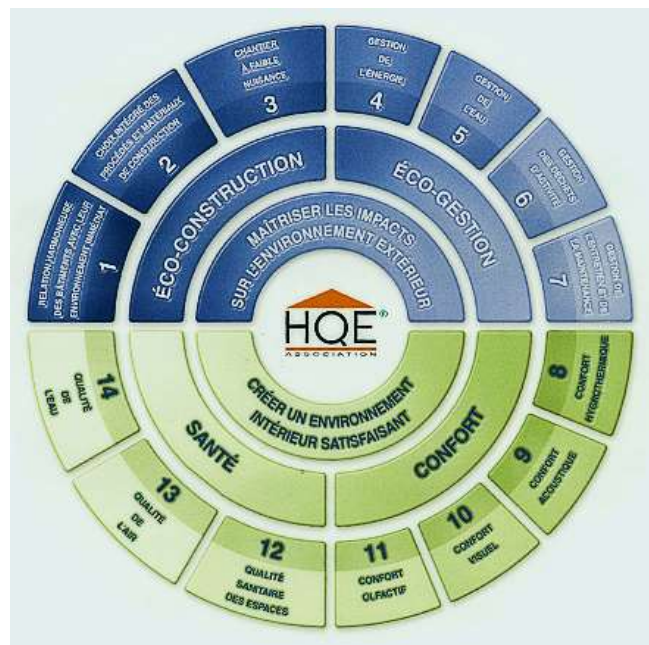 RELATION HARMONIEUSE
DES BÂTIMENTS AVEC LEUR
ENVIRONNEMENT IMMÉDIAT
1
CHOIX INTÉGRÉ DES
PROCÉDÉS ET MATÉRIAUX
DE CONSTRUCTION
2
CHANTIER
À FAIBLE
NUISANCE
3
GESTION
DE
L'ÉNERGIE
4
GESTION
DE
L'EAU
5
GESTION
DES DÉCHETS
D'ACTIVITÉ
6
GESTION DE
L'ENTRETIEN ET DE
LA MAINTENANCE
7
ÉCO-CONSTRUCTION
ÉCO-GESTION
MAÎTRISER LES IMPACTS
SUR L'ENVIRONNEMENT EXTÉRIEUR
HQE®
ASSOCIATION
CRÉER UN ENVIRONNEMENT
INTÉRIEUR SATISFAISANT
SANTÉ
CONFORT
8
CONFORT
HYGROTHERMIQUE
9
CONFORT
ACOUSTIQUE
10
CONFORT
VISUEL
11
CONFORT
OLFACTIF
12
QUALITÉ
SANITAIRE
DES ESPACES
13
QUALITÉ
DE
L'AIR
14
QUALITÉ
DE
L'EAU